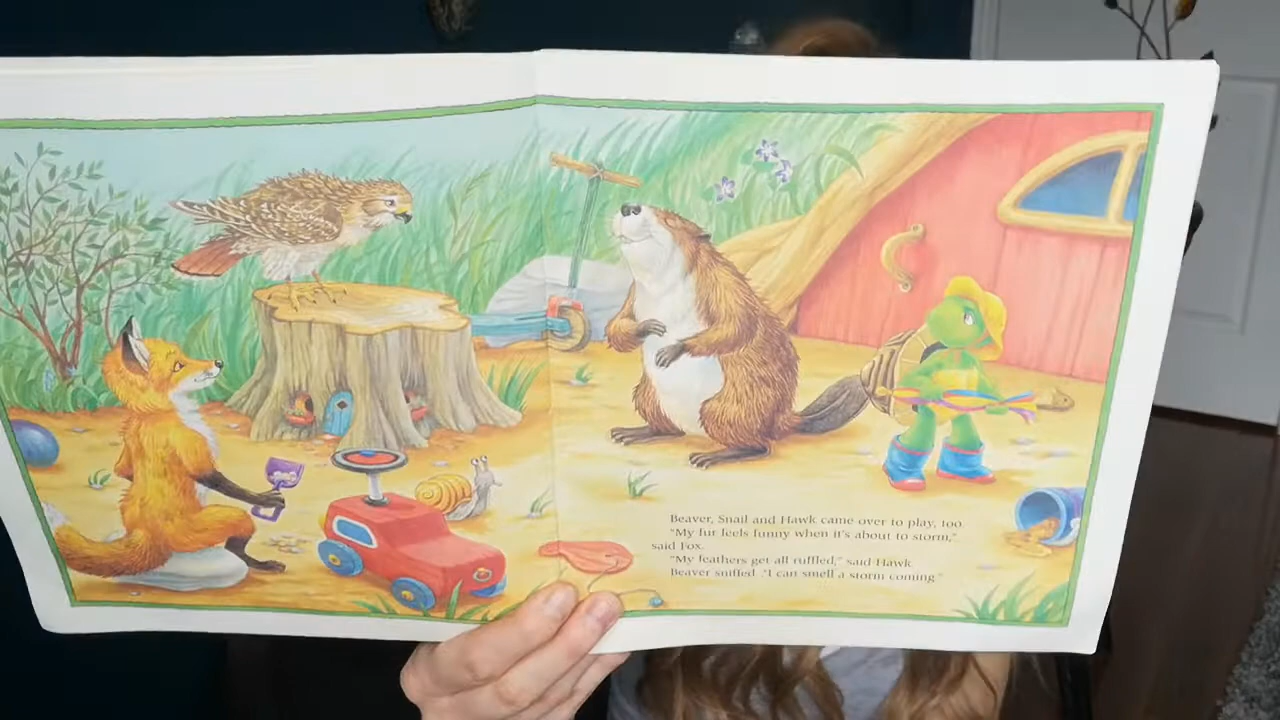 Beaver, Snail and Hawk came over to play, too.
"My fur feels funny when it's about to storm,"
said Fox.
"My feathers get all ruffled," said Hawk.
Beaver sniffed. "I can smell a storm coming."